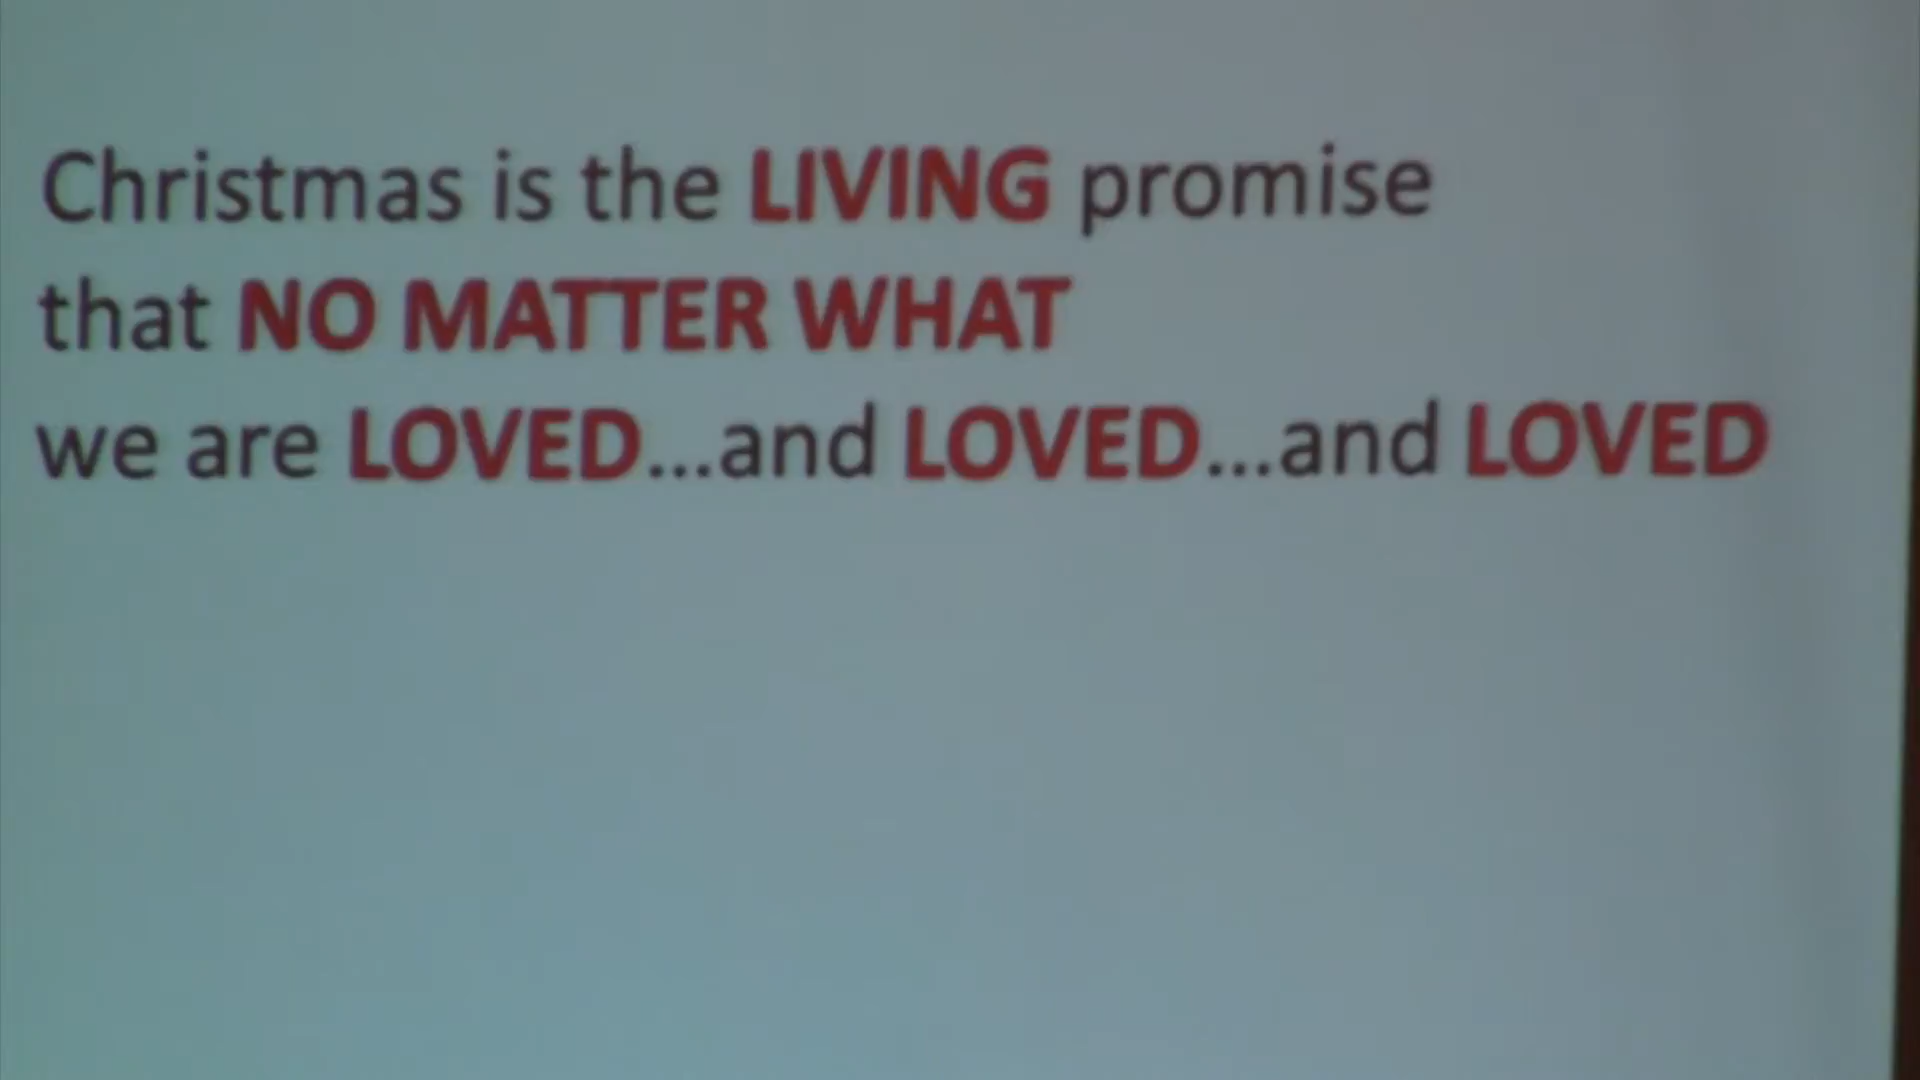 Christmas is the LIVING promise
that NO MATTER WHAT
we are LOVED...and LOVED...and LOVED